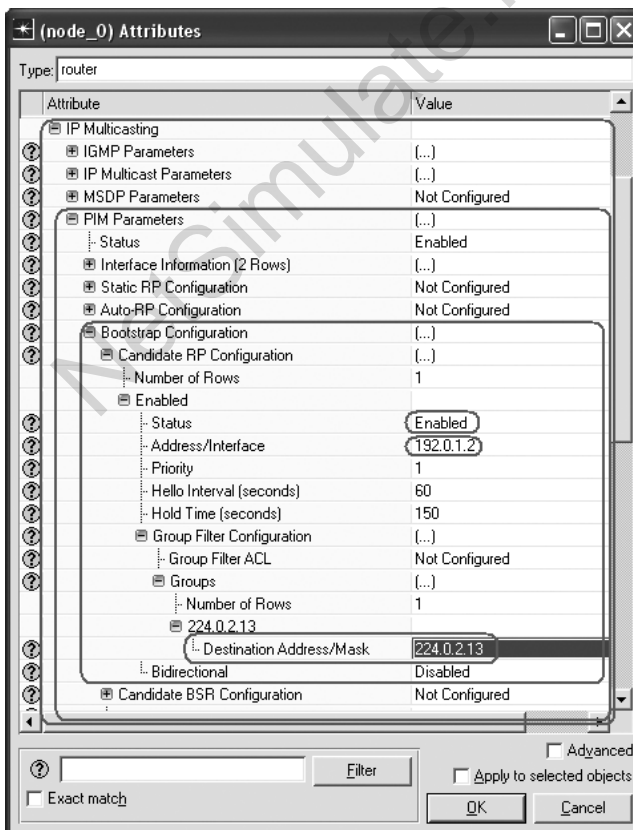 (node_0) Attributes
Type: router
Attribute Value
IP Multicasting
IGMP Parameters (...)
IP Multicast Parameters (...)
MSDP Parameters Not Configured
PIM Parameters (...)
Status Enabled
Interface Information (2 Rows) (...)
Static RP Configuration Not Configured
Auto-RP Configuration Not Configured
Bootstrap Configuration (...)
Candidate RP Configuration (...)
Number of Rows 1
Enabled
Status Enabled
Address/Interface 192.0.1.2
Priority 1
Hello Interval (seconds) 60
Hold Time (seconds) 150
Group Filter Configuration (...)
Group Filter ACL Not Configured
Groups (...)
Number of Rows 1
224.0.2.13
Destination Address/Mask 224.0.2.13
Bidirectional Disabled
Candidate BSR Configuration Not Configured
Advanced
Filter
Apply to selected objects
Exact match
OK Cancel
NetSimulate.